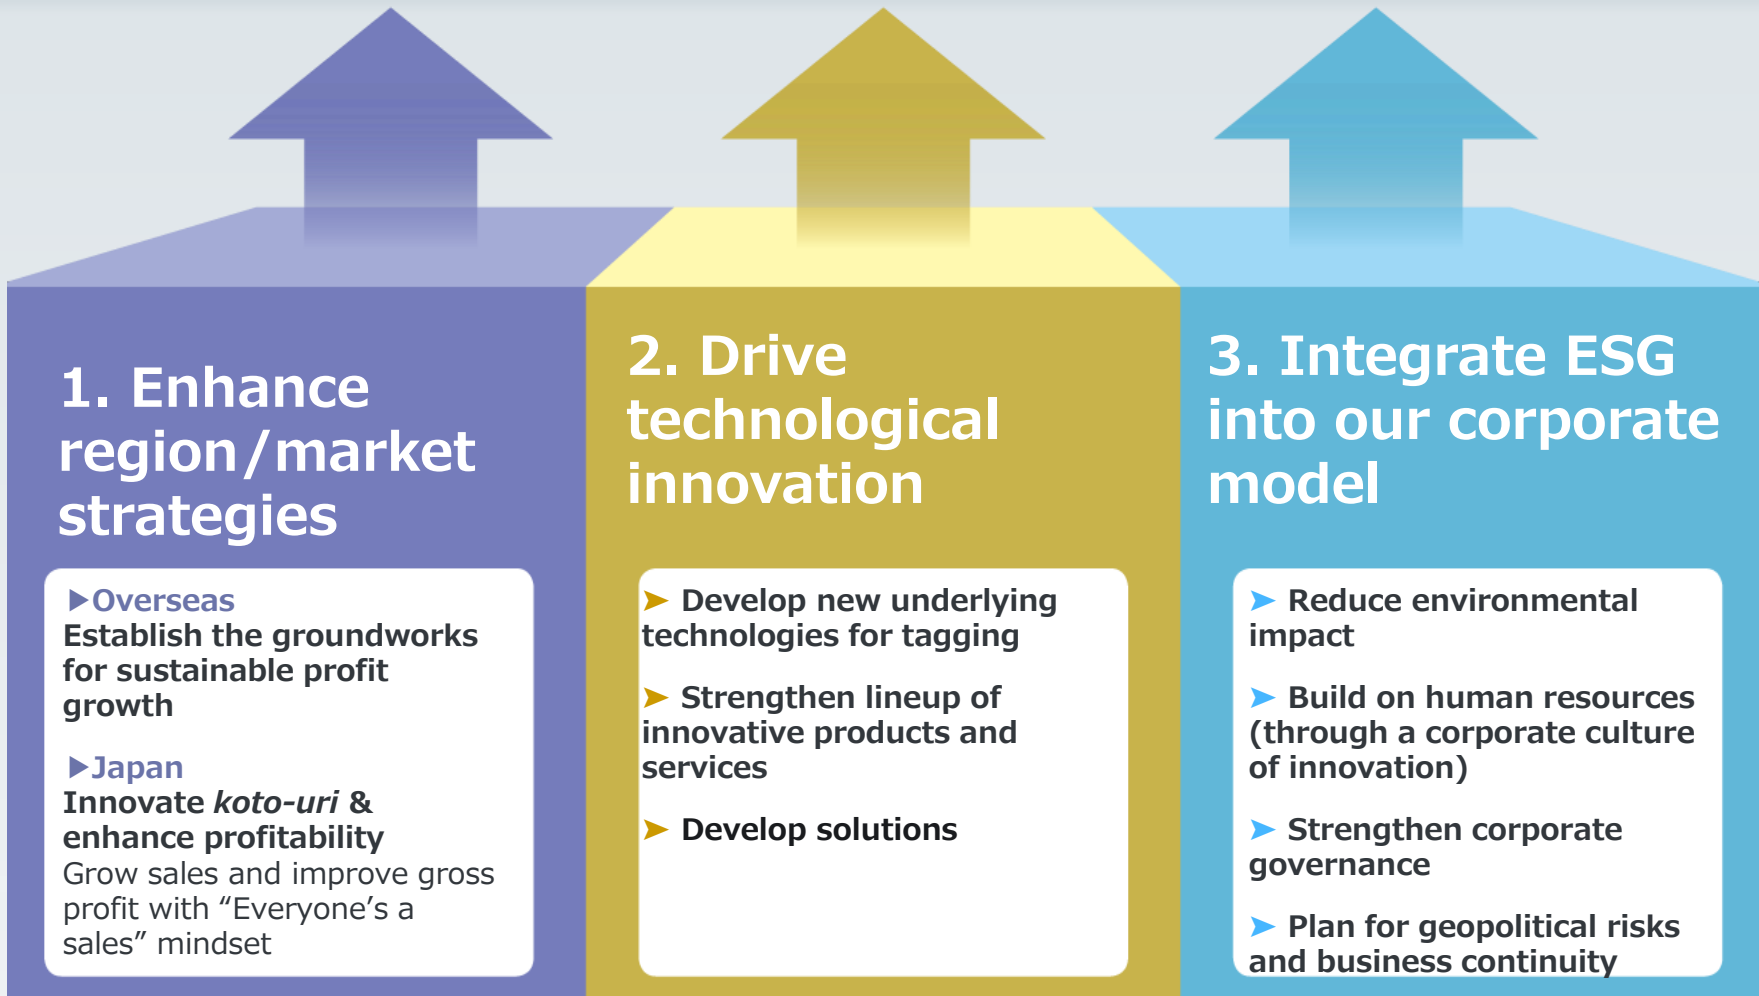 1. Enhance
region/market
strategies
▶Overseas
Establish the groundworks
for sustainable profit
growth
▶Japan
Innovate koto-uri &
enhance profitability
Grow sales and improve gross
profit with “Everyone’s a
sales” mindset
2. Drive
technological
innovation
➤ Develop new underlying
technologies for tagging
➤ Strengthen lineup of
innovative products and
services
➤ Develop solutions
3. Integrate ESG
into our corporate
model
➤ Reduce environmental
impact
➤ Build on human resources
(through a corporate culture
of innovation)
➤ Strengthen corporate
governance
➤ Plan for geopolitical risks
and business continuity